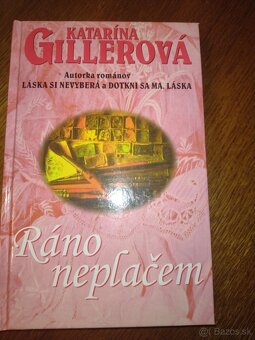 KATARÍNA
GILLEROVÁ
Autorka románov
LÁSKA SI NEVYBERÁ a DOTKNI SA MA, LÁSKA
Ráno
neplačem
Bazos.sk